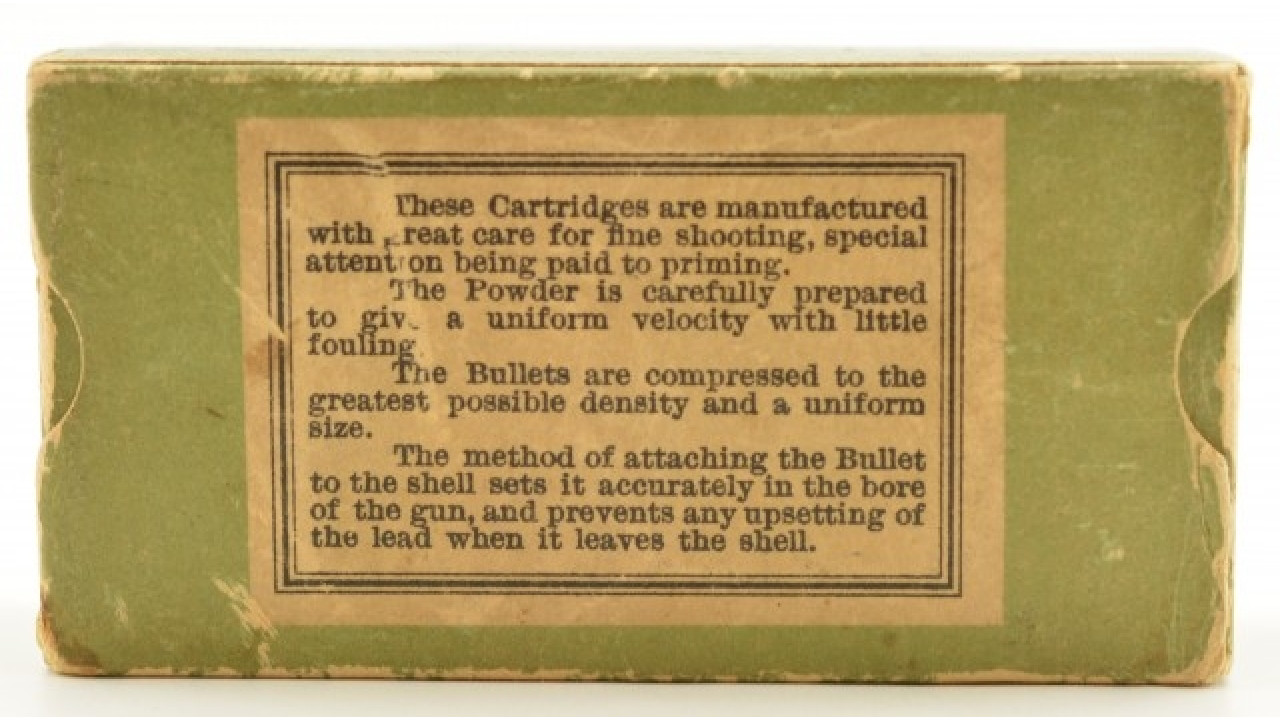 These Cartridges are manufactured
with great care for fine shooting, special
attention being paid to priming.
The Powder is carefully prepared
to give a uniform velocity with little
fouling
The Bullets are compressed to the
greatest possible density and a uniform
size.
The method of attaching the Bullet
to the shell sets it accurately in the bore
of the gun, and prevents any upsetting of
the lead when it leaves the shell.